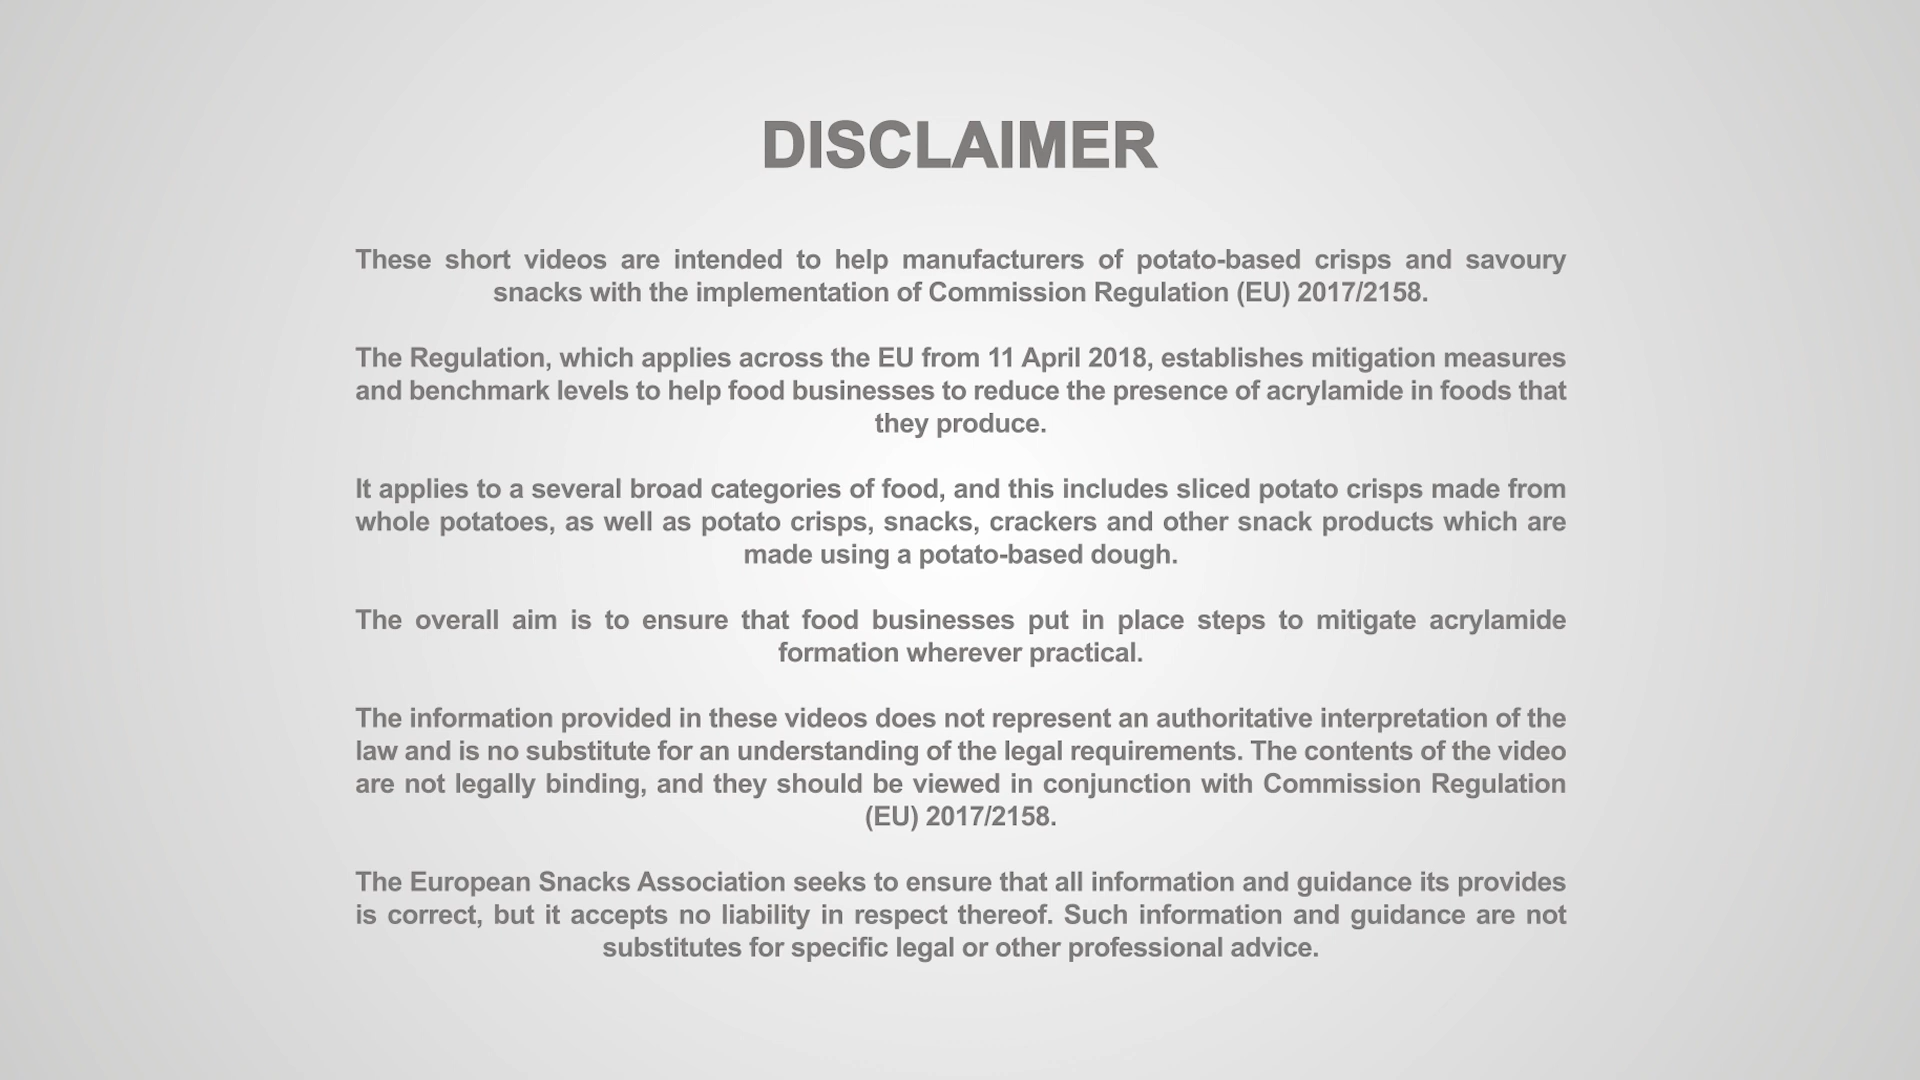 DISCLAIMER
These short videos are intended to help manufacturers of potato-based crisps and savoury
snacks with the implementation of Commission Regulation (EU) 2017/2158.
The Regulation, which applies across the EU from 11 April 2018, establishes mitigation measures
and benchmark levels to help food businesses to reduce the presence of acrylamide in foods that
they produce.
It applies to a several broad categories of food, and this includes sliced potato crisps made from
whole potatoes, as well as potato crisps, snacks, crackers and other snack products which are
made using a potato-based dough.
The overall aim is to ensure that food businesses put in place steps to mitigate acrylamide
formation wherever practical.
The information provided in these videos does not represent an authoritative interpretation of the
law and is no substitute for an understanding of the legal requirements. The contents of the video
are not legally binding, and they should be viewed in conjunction with Commission Regulation
(EU) 2017/2158.
The European Snacks Association seeks to ensure that all information and guidance its provides
is correct, but it accepts no liability in respect thereof. Such information and guidance are not
substitutes for specific legal or other professional advice.